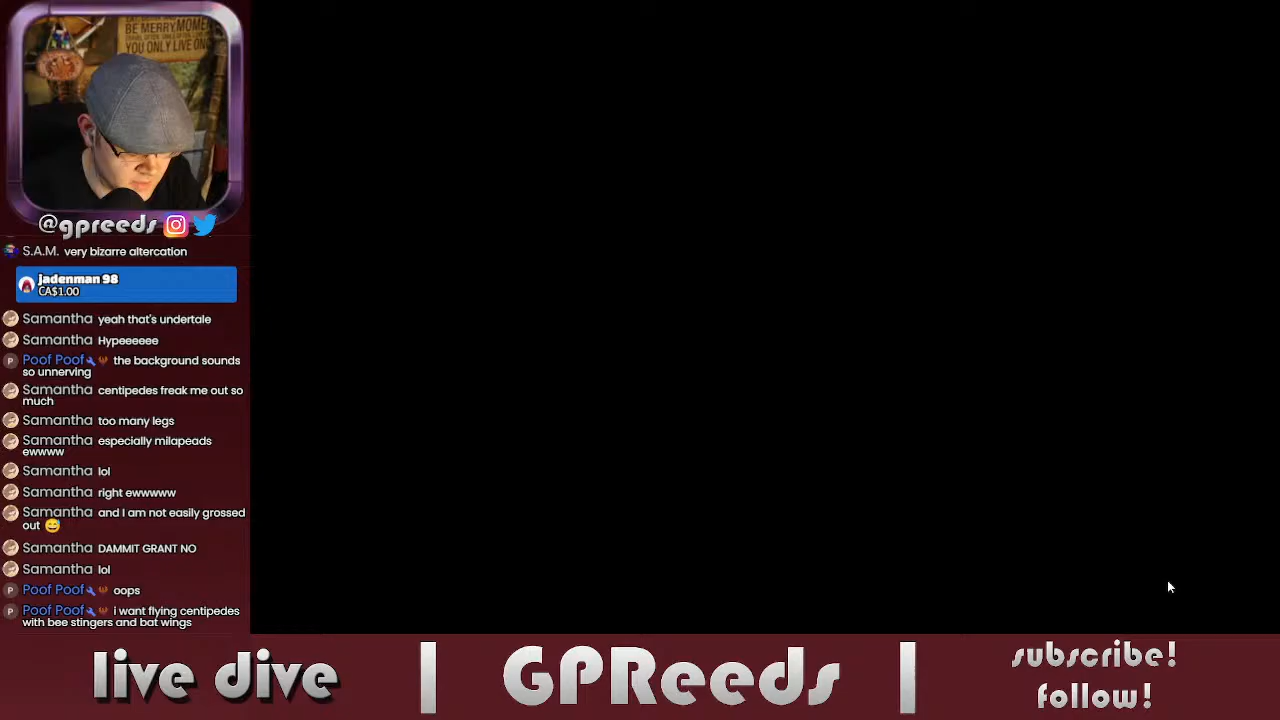 BE MERRY,MOME
YOU ONLY LIVE ONC
@gpreeds
S.A.M. very bizarre altercation
Jadenman 98
CA$1.00
Samantha yeah that's undertale
Samantha Hypeeeeee
Poof Poof the background sounds
so unnerving
Samantha centipedes freak me out so
much
Samantha too many legs
Samantha especially milapeads
ewwww
Samantha lol
Samantha right ewwwww
Samantha and I am not easily grossed
out 😅
Samantha DAMMIT GRANT NO
Samantha lol
P Poof Poof oops
P Poof Poof i want flying centipedes
with bee stingers and bat wings
live dive | GPReeds | subscribe!
follow!